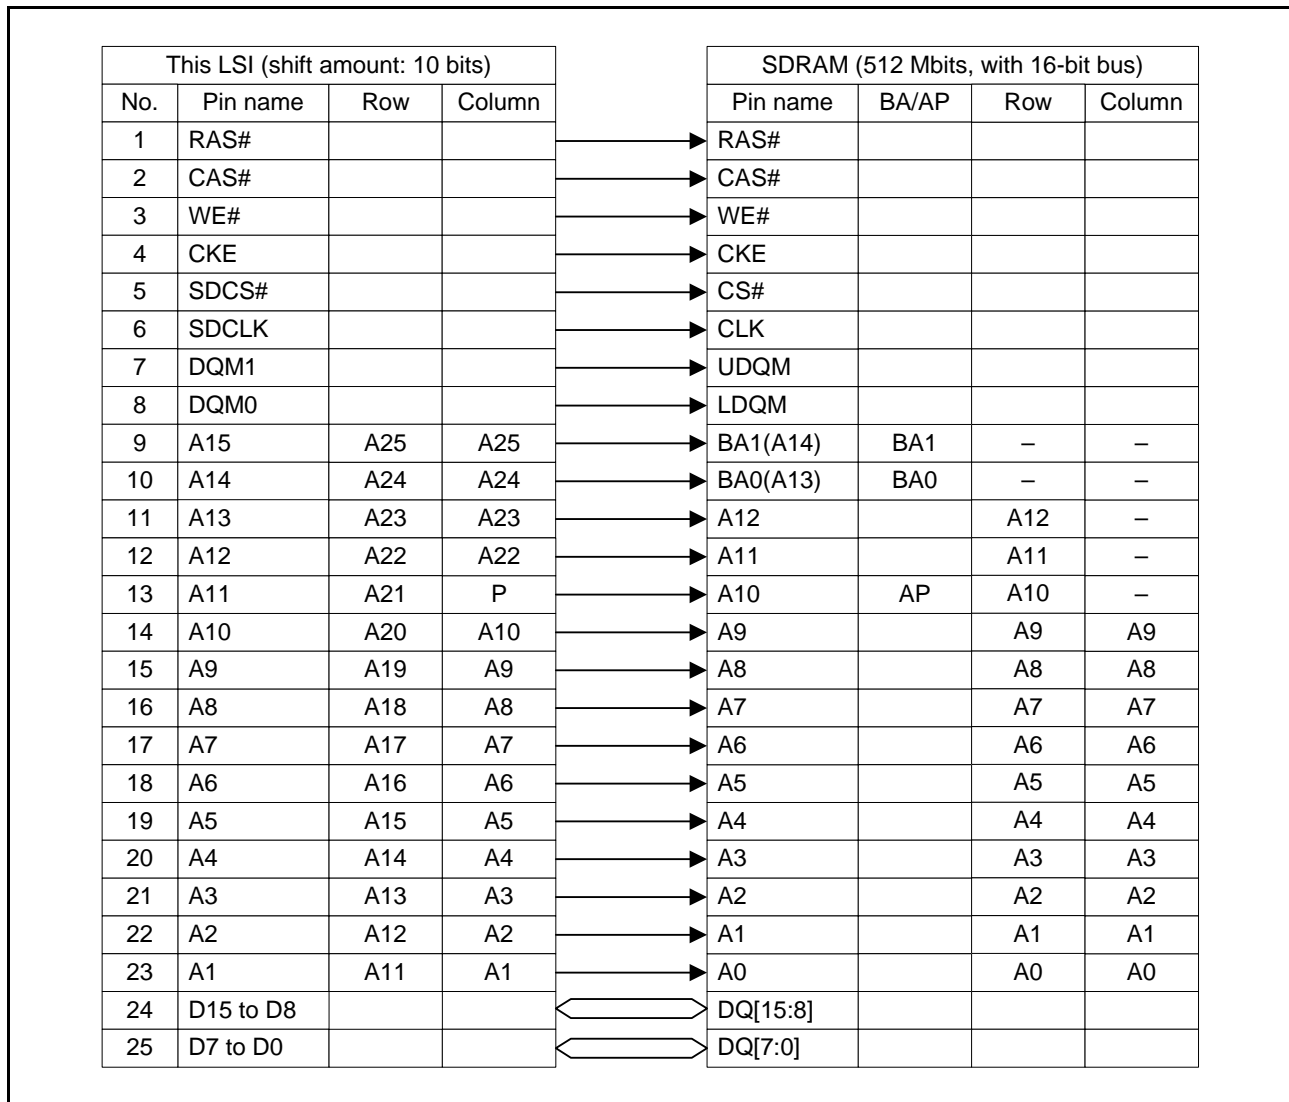 This LSI (shift amount: 10 bits) SDRAM (512 Mbits, with 16-bit bus)
No. Pin name Row Column Pin name BA/AP Row Column
1 RAS# RAS#
2 CAS# CAS#
3 WE# WE#
4 CKE CKE
5 SDCS# CS#
6 SDCLK CLK
7 DQM1 UDQM
8 DQM0 LDQM
9 A15 A25 A25 BA1(A14) BA1 – –
10 A14 A24 A24 BA0(A13) BA0 – –
11 A13 A23 A23 A12 A12 –
12 A12 A22 A22 A11 A11 –
13 A11 A21 P A10 AP A10 –
14 A10 A20 A10 A9 A9 A9
15 A9 A19 A9 A8 A8 A8
16 A8 A18 A8 A7 A7 A7
17 A7 A17 A7 A6 A6 A6
18 A6 A16 A6 A5 A5 A5
19 A5 A15 A5 A4 A4 A4
20 A4 A14 A4 A3 A3 A3
21 A3 A13 A3 A2 A2 A2
22 A2 A12 A2 A1 A1 A1
23 A1 A11 A1 A0 A0 A0
24 D15 to D8 DQ[15:8]
25 D7 to D0 DQ[7:0]